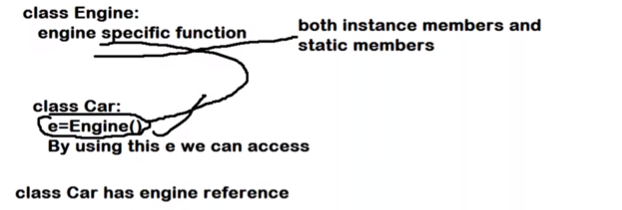 class Engine:
engine specific function
both instance members and
static members
class Car:
e=Engine()
By using this e we can access
class Car has engine reference